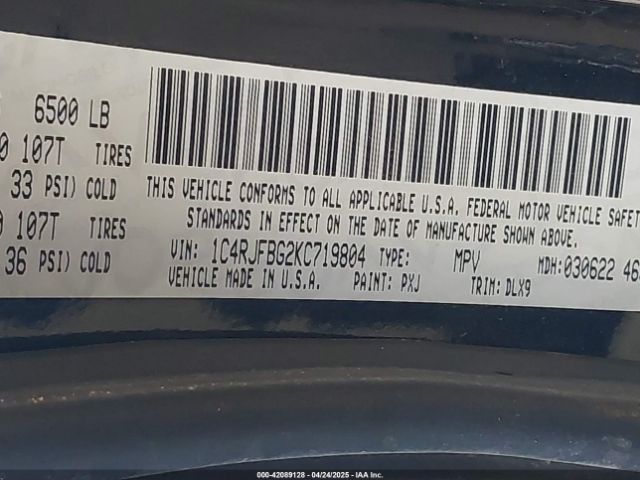 6500 LB
107T TIRES
33 PSI) COLD
107T TIRES
36 PSI) COLD
THIS VEHICLE CONFORMS TO ALL APPLICABLE U.S.A. FEDERAL MOTOR VEHICLE SAFETY
STANDARDS IN EFFECT ON THE DATE OF MANUFACTURE SHOWN ABOVE.
VIN: 1C4RJFBG2KC719804 TYPE: MPV MDH:030622 46
VEHICLE MADE IN U.S.A. PAINT: PXJ TRIM: DLX9
000-42089128 - 04/24/2025 - IAA Inc.